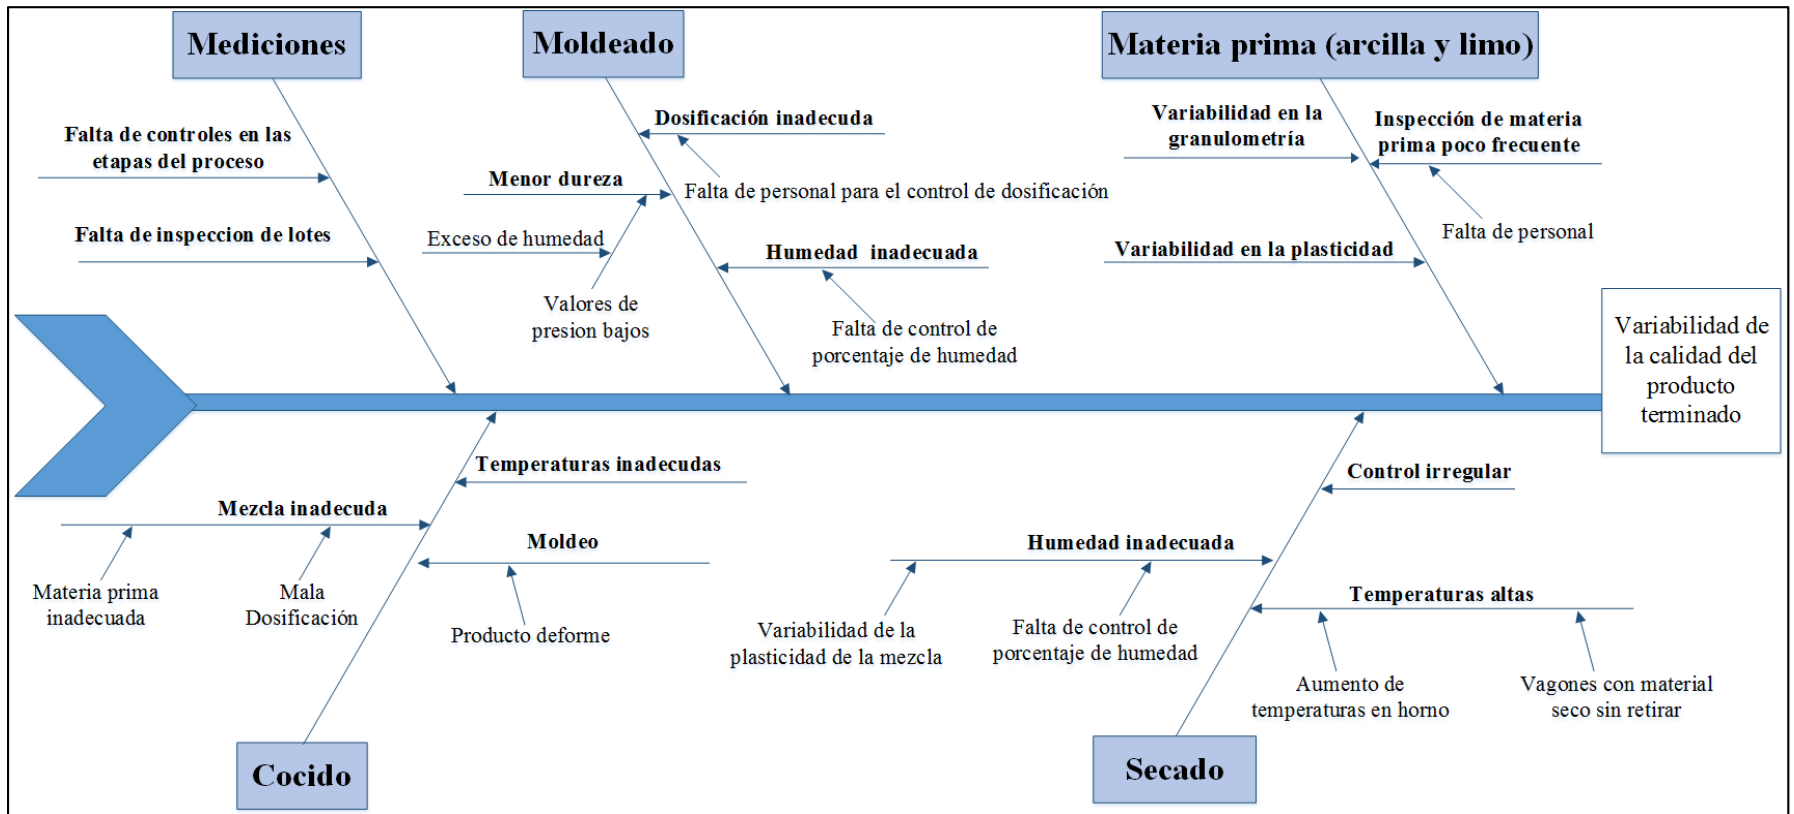 Mediciones
Moldeado
Materia prima (arcilla y limo)
Falta de controles en las
etapas del proceso
Falta de inspeccion de lotes
Dosificación inadecuda
Falta de personal para el control de dosificación
Menor dureza
Exceso de humedad
Valores de
presion bajos
Humedad  inadecuada
Falta de control de
porcentaje de humedad
Variabilidad en la
granulometría
Inspección de materia
prima poco frecuente
Falta de personal
Variabilidad en la plasticidad
Variabilidad de
la calidad del
producto
terminado
Temperaturas inadecudas
Mezcla inadecuda
Materia prima
inadecuada
Mala
Dosificación
Moldeo
Producto deforme
Control irregular
Humedad inadecuada
Variabilidad de la
plasticidad de la mezcla
Falta de control de
porcentaje de humedad
Temperaturas altas
Aumento de
temperaturas en horno
Vagones con material
seco sin retirar
Cocido
Secado